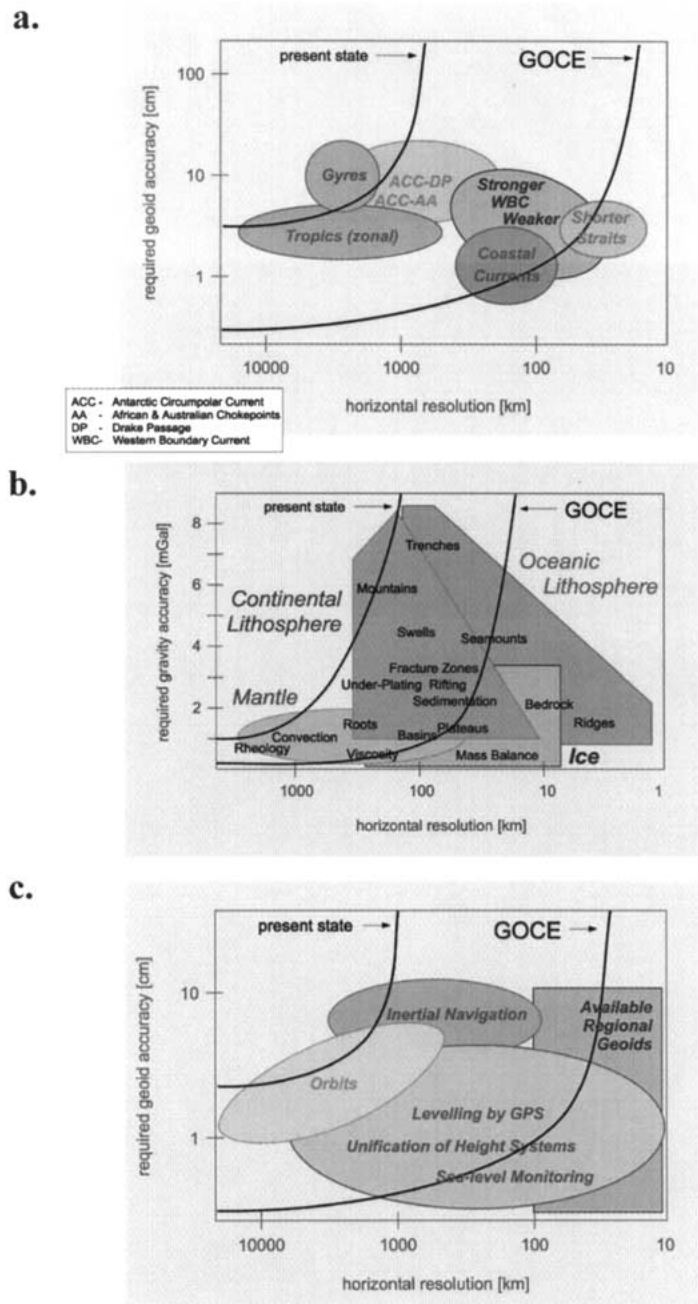 a.
present state
GOCE
100
required geoid accuracy [cm]
10
Gyres
ACC-DP
ACC-AA
Stronger
WBC
Weaker
Shorter
Straits
Tropics (zonal)
Coastal
Currents
1
10000
1000
100
10
horizontal resolution [km]
ACC - Antarctic Circumpolar Current
AA - African & Australian Chokepoints
DP - Drake Passage
WBC- Western Boundary Current
b.
present state
GOCE
8
required gravity accuracy [mGal]
Trenches
Oceanic
Lithosphere
6
Mountains
Continental
Lithosphere
4
Swells
Seamounts
Fracture Zones
Mantle
Under-Plating
Rifting
2
Sedimentation
Bedrock
Roots
Plateaus
Ridges
Convection
Basins
Rheology
Viscosity
Mass Balance
Ice
1000
100
10
1
horizontal resolution [km]
c.
present state
GOCE
required geoid accuracy [cm]
10
Inertial Navigation
Available
Regional
Geoids
Orbits
Levelling by GPS
1
Unification of Height Systems
Sea-level Monitoring
10000
1000
100
10
horizontal resolution [km]